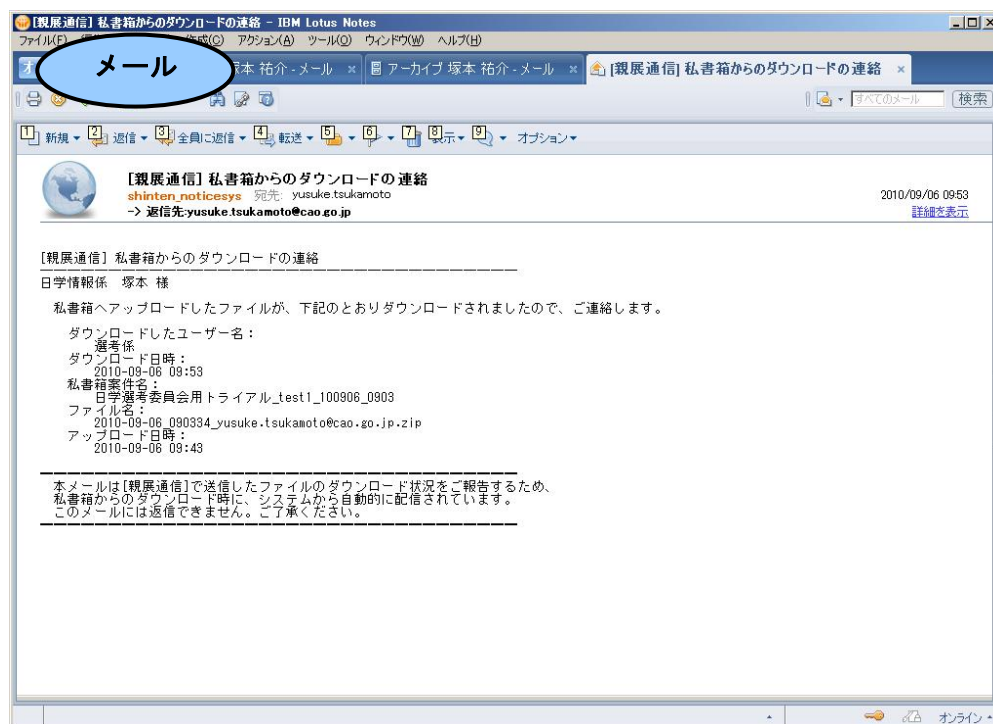 [親展通信] 私書箱からのダウンロードの連絡 - IBM Lotus Notes
ファイル(F) 作成(C) アクション(A) ツール(O) ウィンドウ(W) ヘルプ(H)
メール
塚本 祐介 - メール × アーカイブ 塚本 祐介 - メール × [親展通信] 私書箱からのダウンロードの連絡 ×
すべてのメール 検索
1 新規 2 返信 3 全員に返信 4 転送 5 6 7 8 表示 9 オプション
[親展通信] 私書箱からのダウンロードの連絡
shinten_noticesys 宛先: yusuke.tsukamoto
2010/09/06 09:53
-> 返信先:yusuke.tsukamoto@cao.go.jp
詳細を表示
[親展通信] 私書箱からのダウンロードの連絡
日学情報係 塚本 様
私書箱へアップロードしたファイルが、下記のとおりダウンロードされましたので、ご連絡します。
ダウンロードしたユーザー名:
選考係
ダウンロード日時:
2010-09-06 09:53
私書箱案件名:
日学選考委員会用トライアル_test1_100906_0903
ファイル名:
2010-09-06_090334_yusuke.tsukamoto@cao.go.jp.zip
アップロード日時:
2010-09-06 09:43
本メールは[親展通信]で送信したファイルのダウンロード状況をご報告するため、
私書箱からのダウンロード時に、システムから自動的に配信されています。
このメールには返信できません。ご了承ください。
オンライン